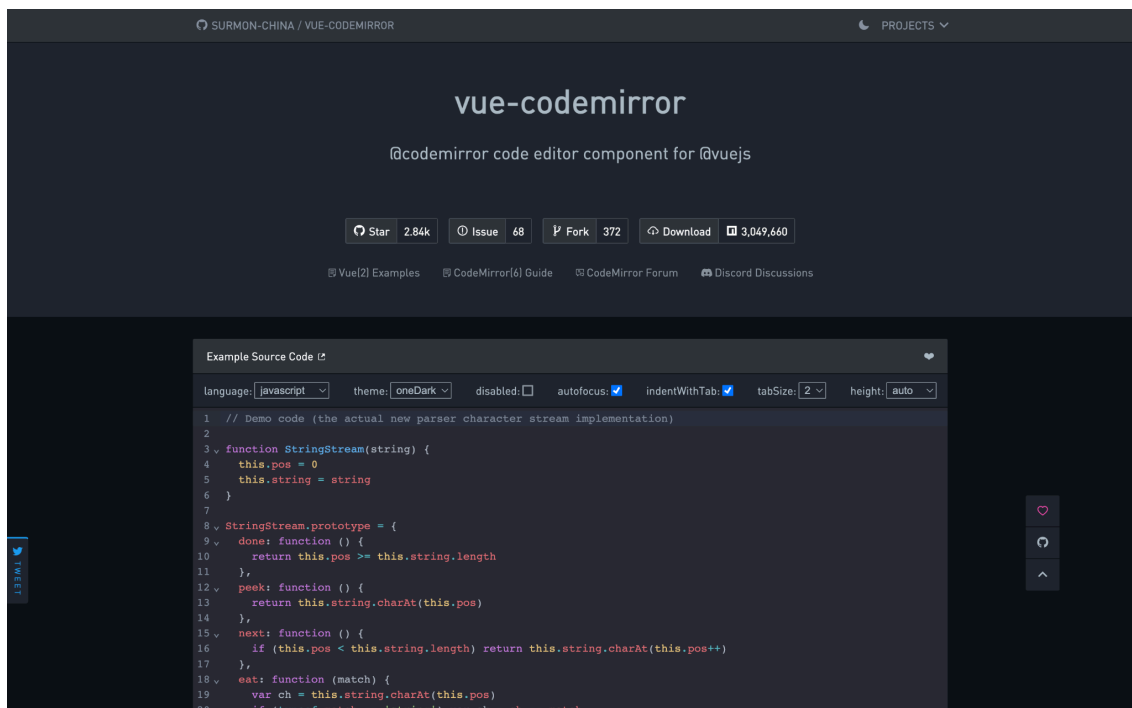 SURMON-CHINA / VUE-CODEMIRROR PROJECTS
vue-codemirror
@codemirror code editor component for @vuejs
Star 2.84k Issue 68 Fork 372 Download 3,049,660
Vue(2) Examples CodeMirror(6) Guide CodeMirror Forum Discord Discussions
Example Source Code
language: javascript theme: oneDark disabled: autofocus: indentWithTab: tabSize: 2 height: auto
1 // Demo code (the actual new parser character stream implementation)
2
3 function StringStream(string) {
4 this.pos = 0
5 this.string = string
6 }
7
8 StringStream.prototype = {
9 done: function () {
10 return this.pos >= this.string.length
11 },
12 peek: function () {
13 return this.string.charAt(this.pos)
14 },
15 next: function () {
16 if (this.pos < this.string.length) return this.string.charAt(this.pos++)
17 },
18 eat: function (match) {
19 var ch = this.string.charAt(this.pos)
TWEET